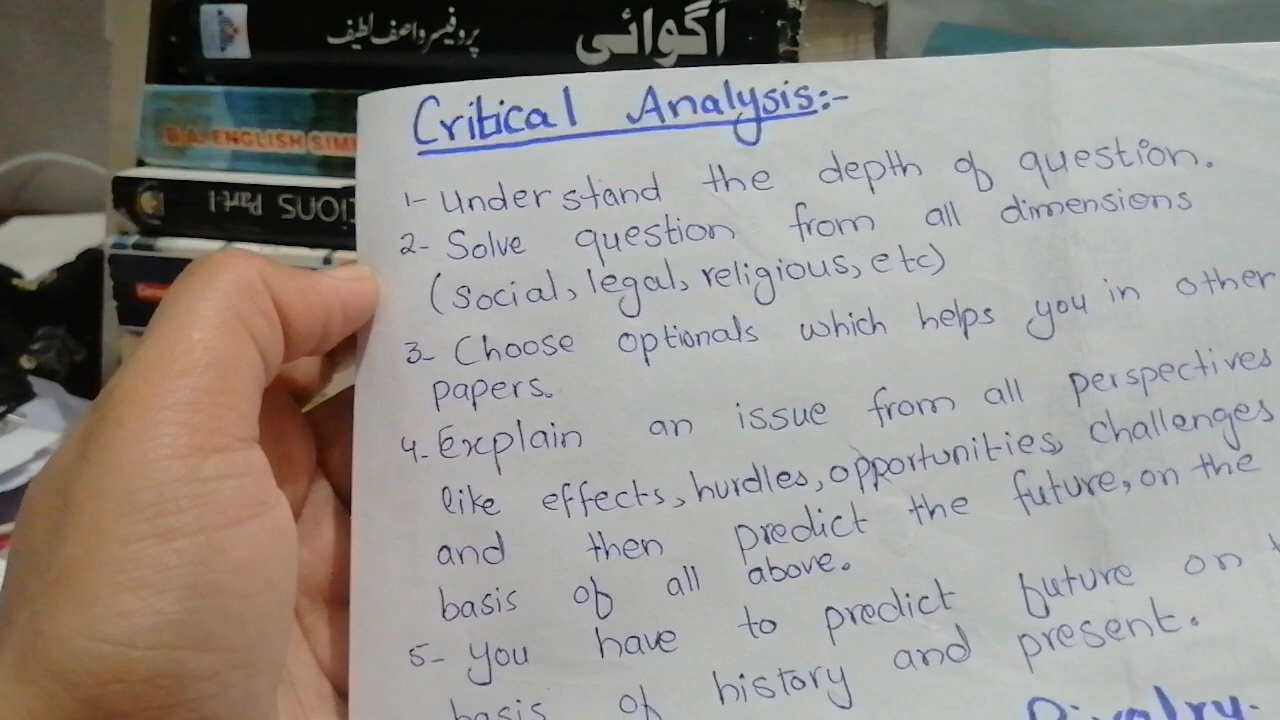 اگوائی
پروفیسر واصف لطیف
B.A. ENGLISH SIM
IONS Part-I
Critical Analysis:-
1- Understand the depth of question.
2- Solve question from all dimensions
(social, legal, religious, etc)
3- Choose optionals which helps you in other
papers.
4- Explain an issue from all perspectives
like effects, hurdles, opportunities, challenges
and then predict the future, on the
basis of all above.
5- You have to predict future on
basis of history and present.
Rivalry.